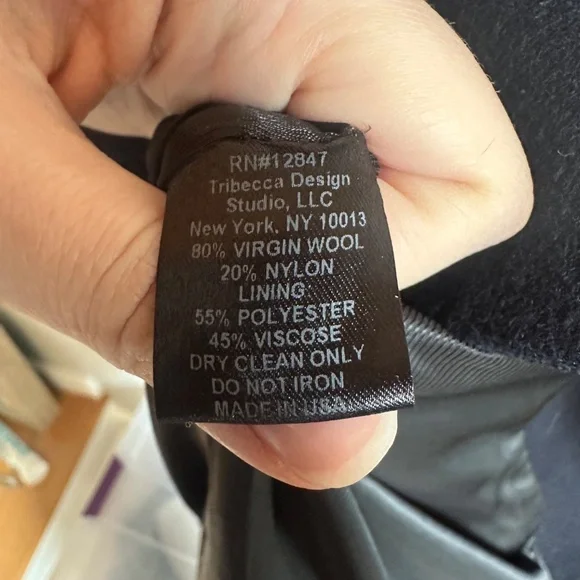 RN#12847
Tribecca Design
Studio, LLC
New York, NY 10013
80% VIRGIN WOOL
20% NYLON
LINING
55% POLYESTER
45% VISCOSE
DRY CLEAN ONLY
DO NOT IRON
MADE IN USA